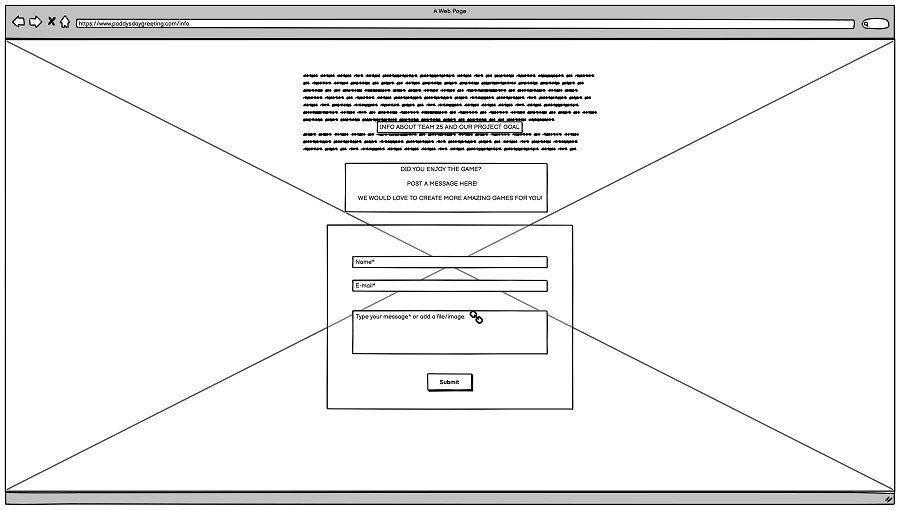 A Web Page
https://www.paddysdaygreeting.com/info
INFO ABOUT TEAM 25 AND OUR PROJECT GOAL
DID YOU ENJOY THE GAME?
POST A MESSAGE HERE!
WE WOULD LOVE TO CREATE MORE AMAZING GAMES FOR YOU!
Name*
E-mail*
Type your message* or add a file/image.
Submit